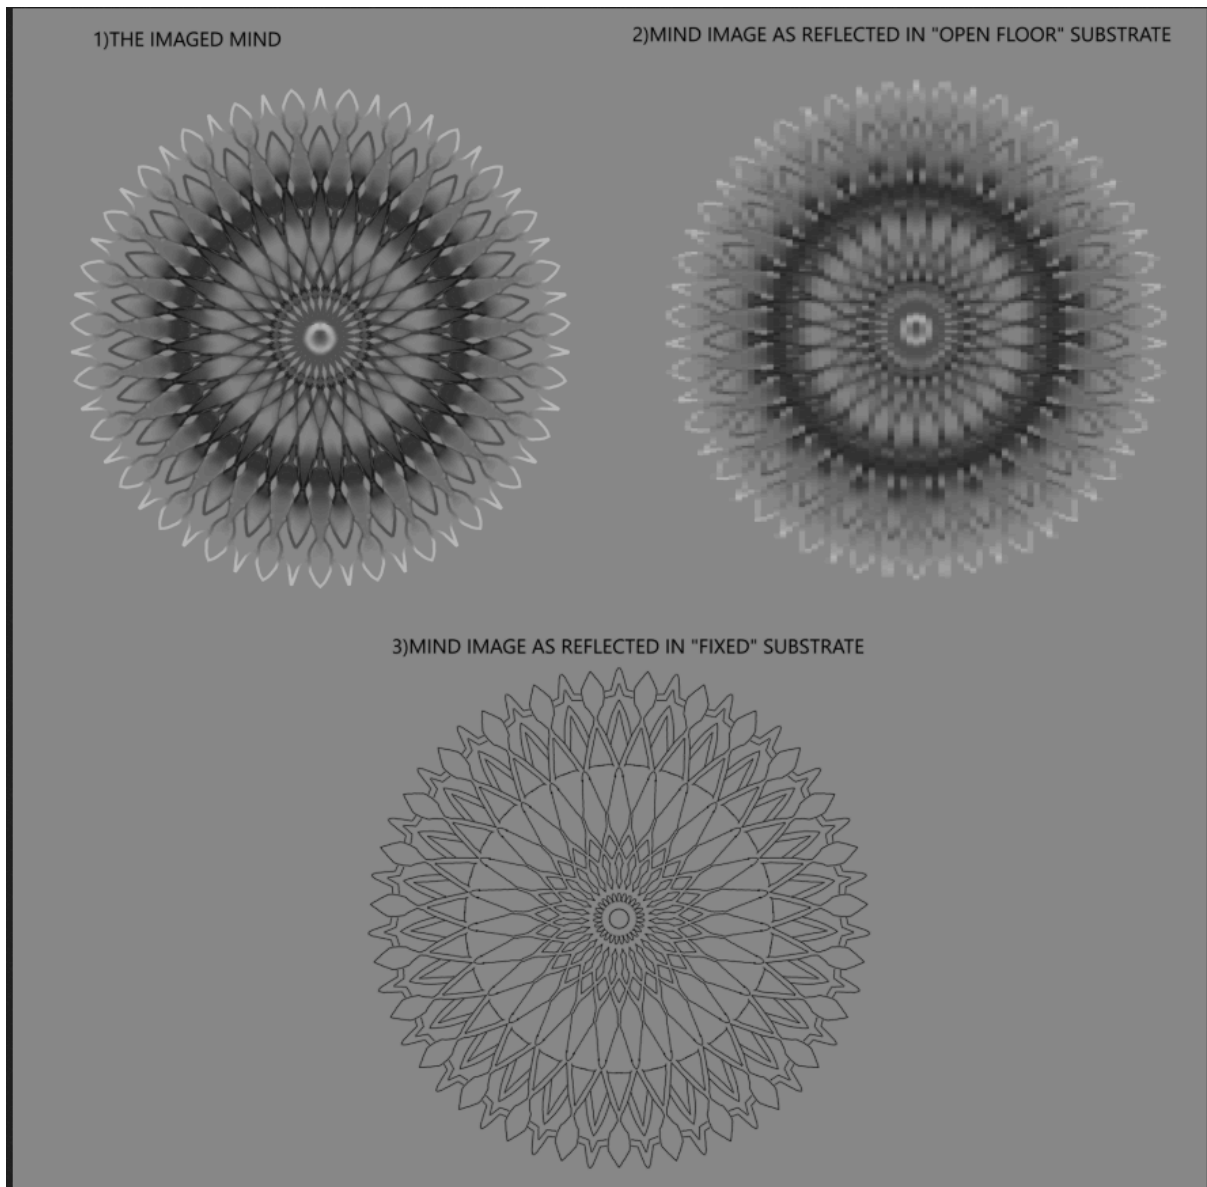 1)THE IMAGED MIND
2)MIND IMAGE AS REFLECTED IN "OPEN FLOOR" SUBSTRATE
3)MIND IMAGE AS REFLECTED IN "FIXED" SUBSTRATE